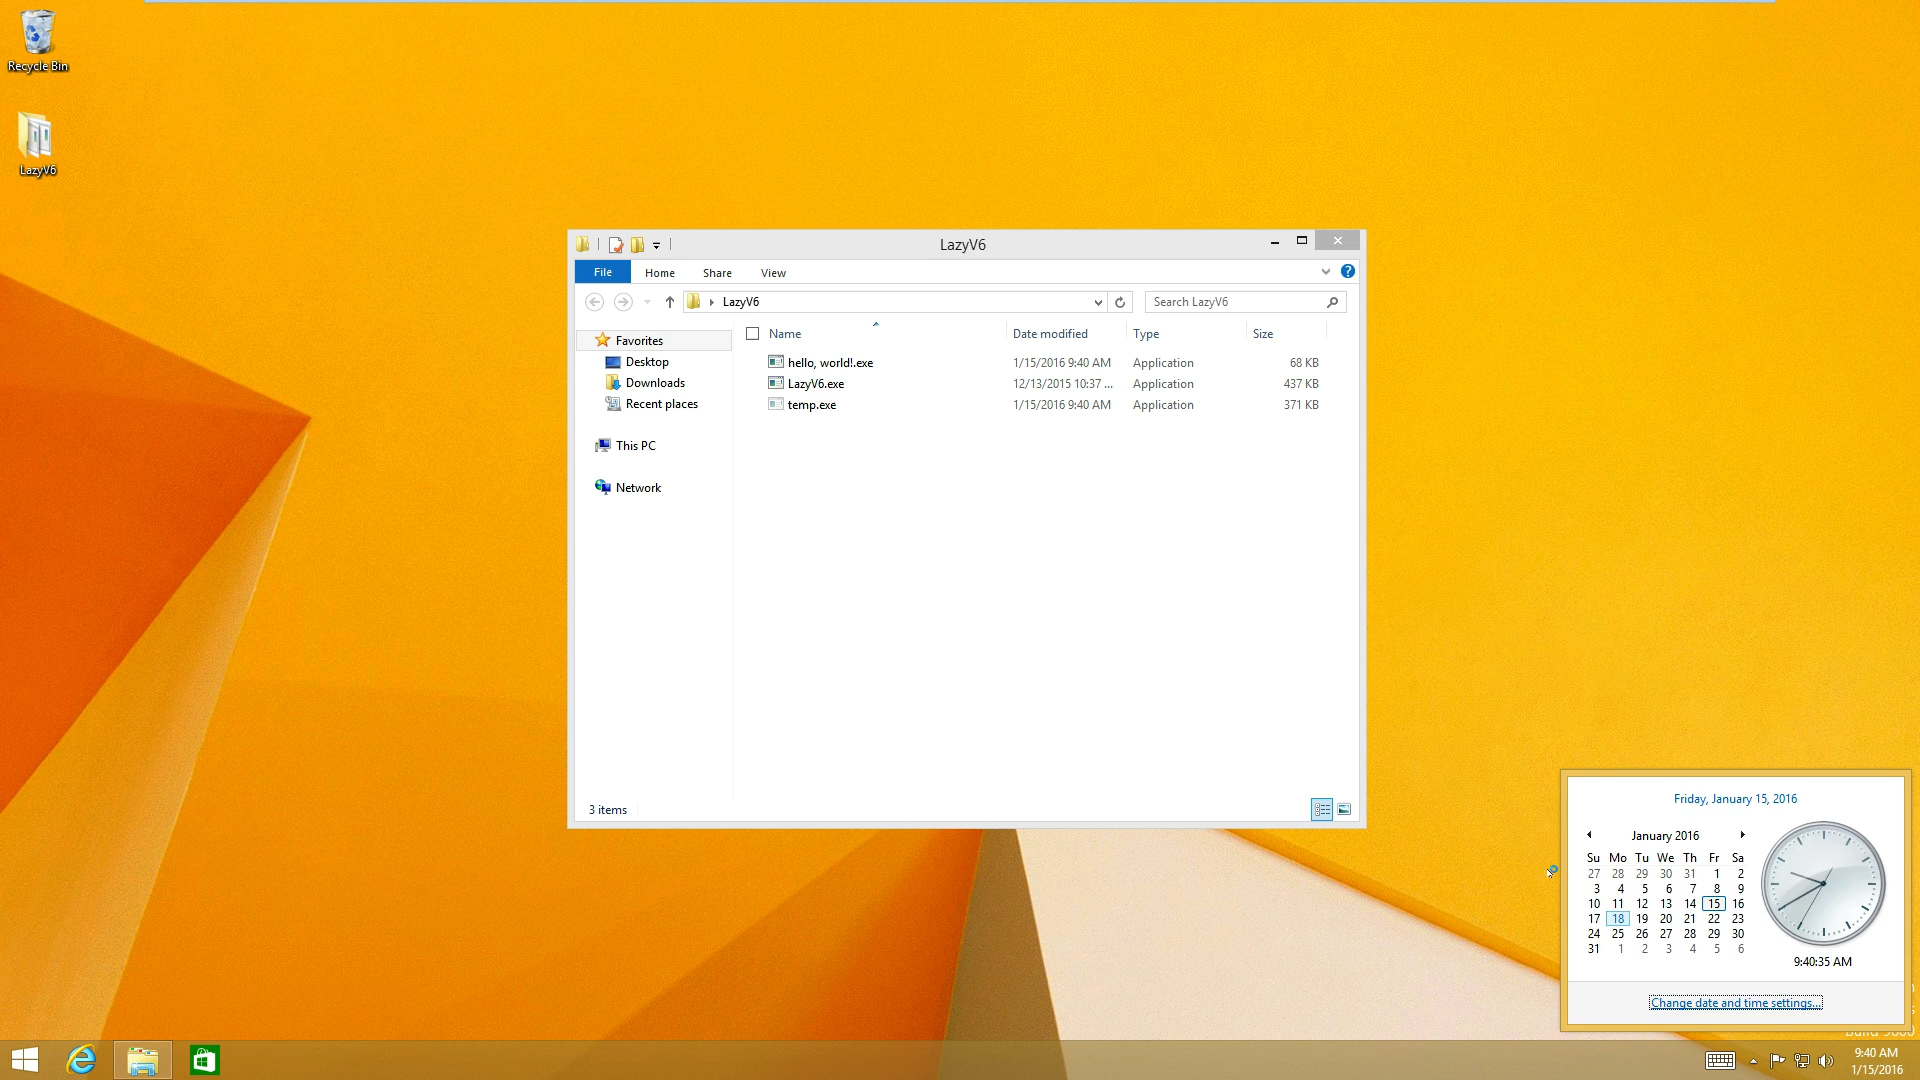 Recycle Bin
LazyV6
LazyV6
File Home Share View
LazyV6
Search LazyV6
Name Date modified Type Size
Favorites
Desktop
Downloads
Recent places
This PC
Network
hello, world!.exe 1/15/2016 9:40 AM Application 68 KB
LazyV6.exe 12/13/2015 10:37 ... Application 437 KB
temp.exe 1/15/2016 9:40 AM Application 371 KB
3 items
Friday, January 15, 2016
January 2016
Su Mo Tu We Th Fr Sa
27 28 29 30 31 1 2
3 4 5 6 7 8 9
10 11 12 13 14 15 16
17 18 19 20 21 22 23
24 25 26 27 28 29 30
31 1 2 3 4 5 6
9:40:35 AM
Change date and time settings...
9:40 AM
1/15/2016